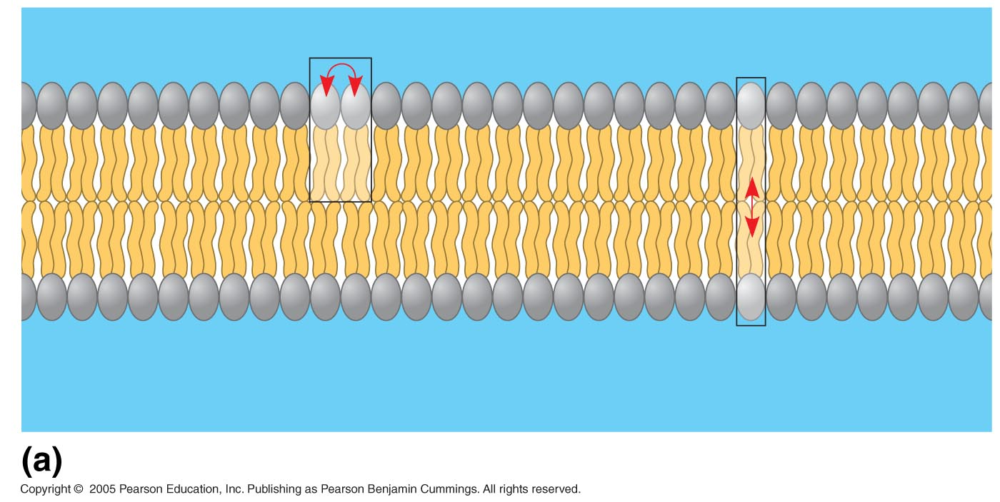 (a)
Copyright © 2005 Pearson Education, Inc. Publishing as Pearson Benjamin Cummings. All rights reserved.